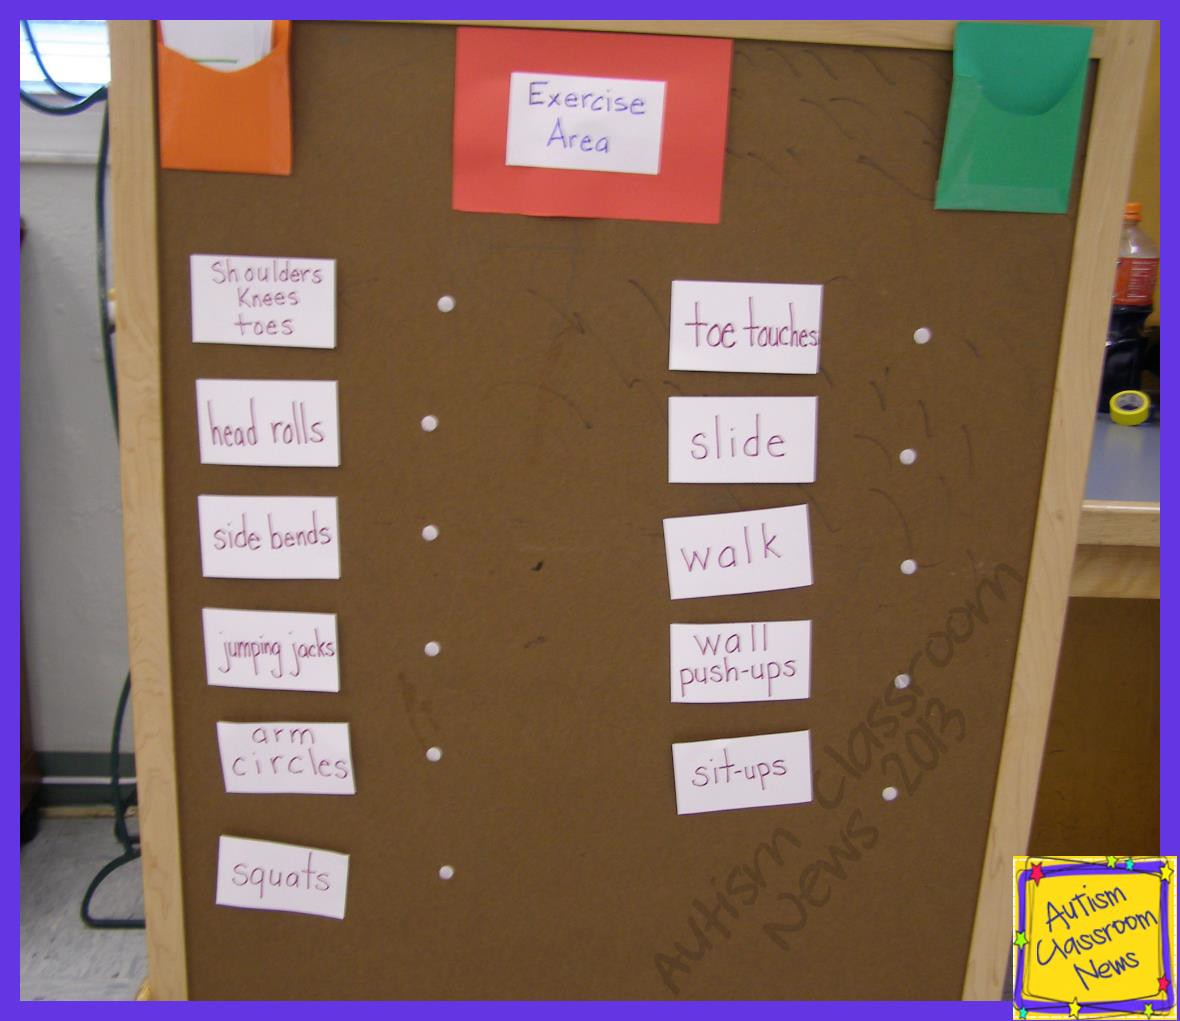 Exercise
Area
Shoulders
Knees
toes
head rolls
side bends
jumping jacks
arm
circles
squats
toe touches
slide
walk
wall
push-ups
sit-ups
Autism Classroom
News 2013
Autism
Classroom
News